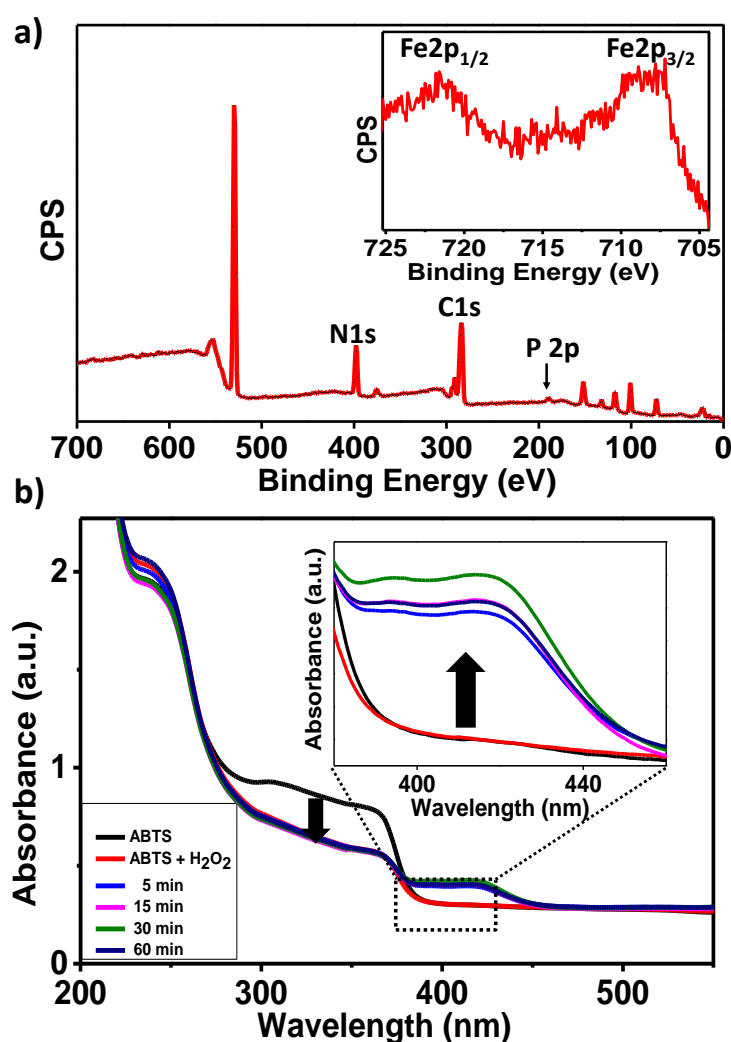 a)
Fe2p1/2
Fe2p3/2
CPS
725 720 715 710 705
Binding Energy (eV)
CPS
N1s
C1s
P 2p
700 600 500 400 300 200 100 0
Binding Energy (eV)
b)
2
1
0
Absorbance (a.u.)
Absorbance (a.u.)
400 440
Wavelength (nm)
ABTS
ABTS + H2O2
5 min
15 min
30 min
60 min
200 300 400 500
Wavelength (nm)